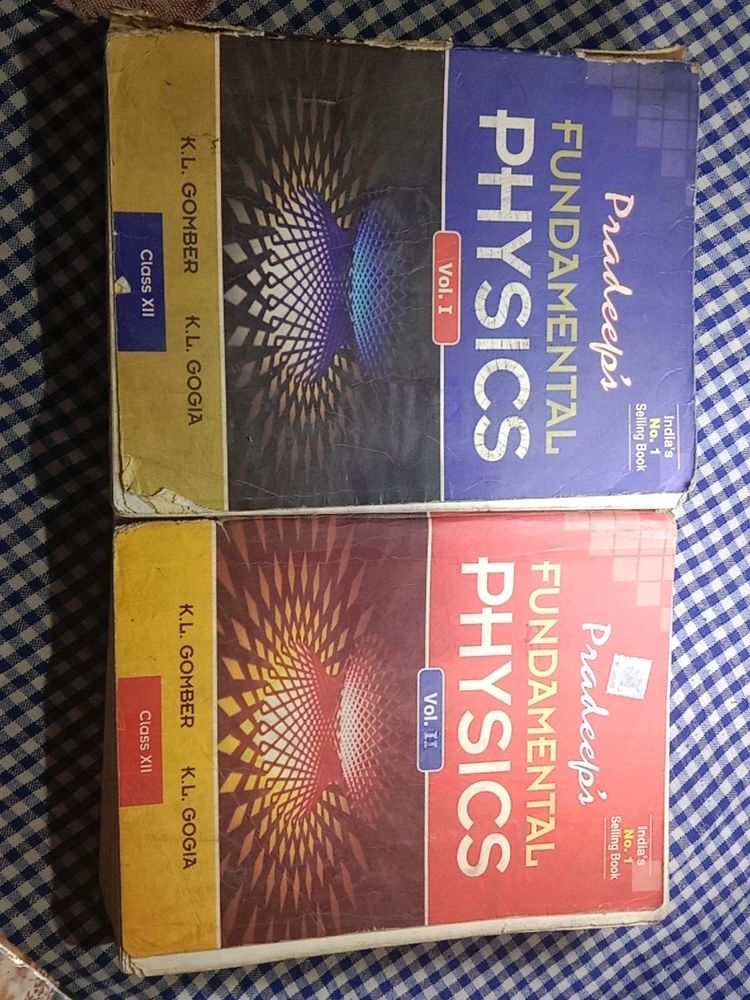 India's
No. 1
Selling Book
Pradeep's
FUNDAMENTAL
PHYSICS
Vol. I
K.L. GOMBER K.L. GOGIA
Class XII
India's
No. 1
Selling Book
Pradeep's
FUNDAMENTAL
PHYSICS
Vol. II
K.L. GOMBER K.L. GOGIA
Class XII